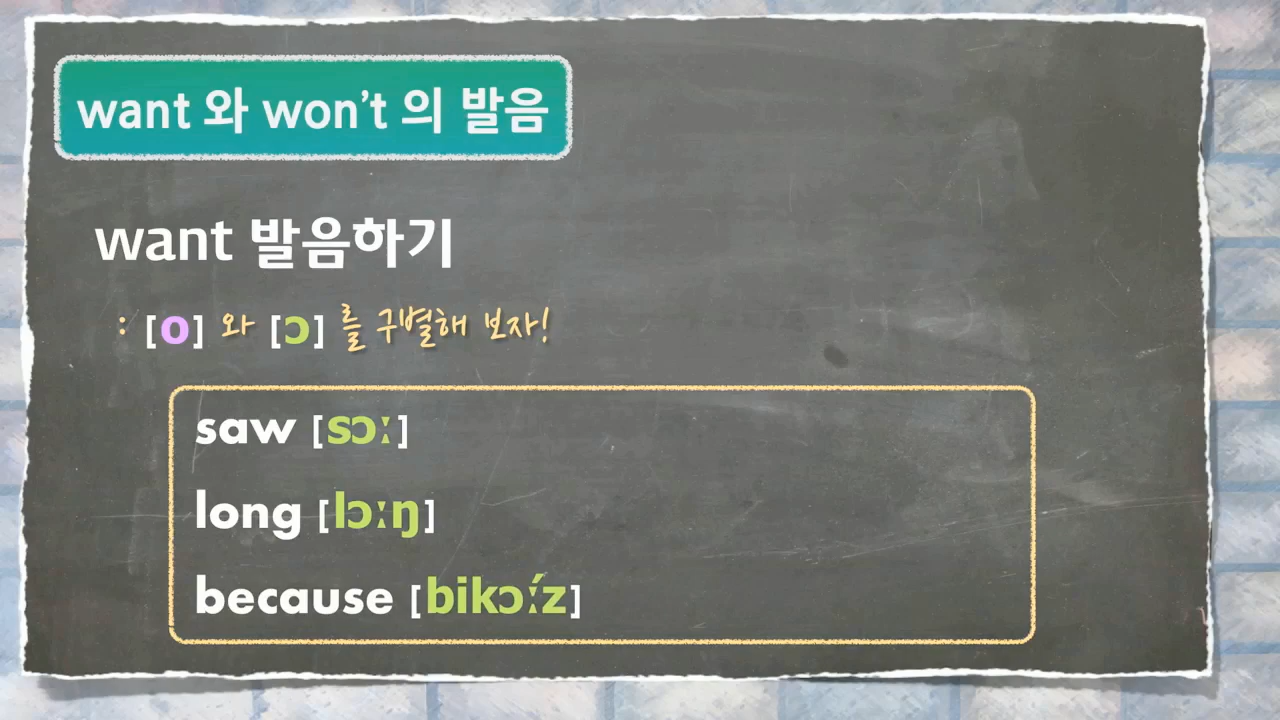 want 와 won’t 의 발음
want 발음하기
: [o] 와 [ɔ] 를 구별해 보자!
saw [sɔː]
long [lɔːŋ]
because [bikɔ́ːz]